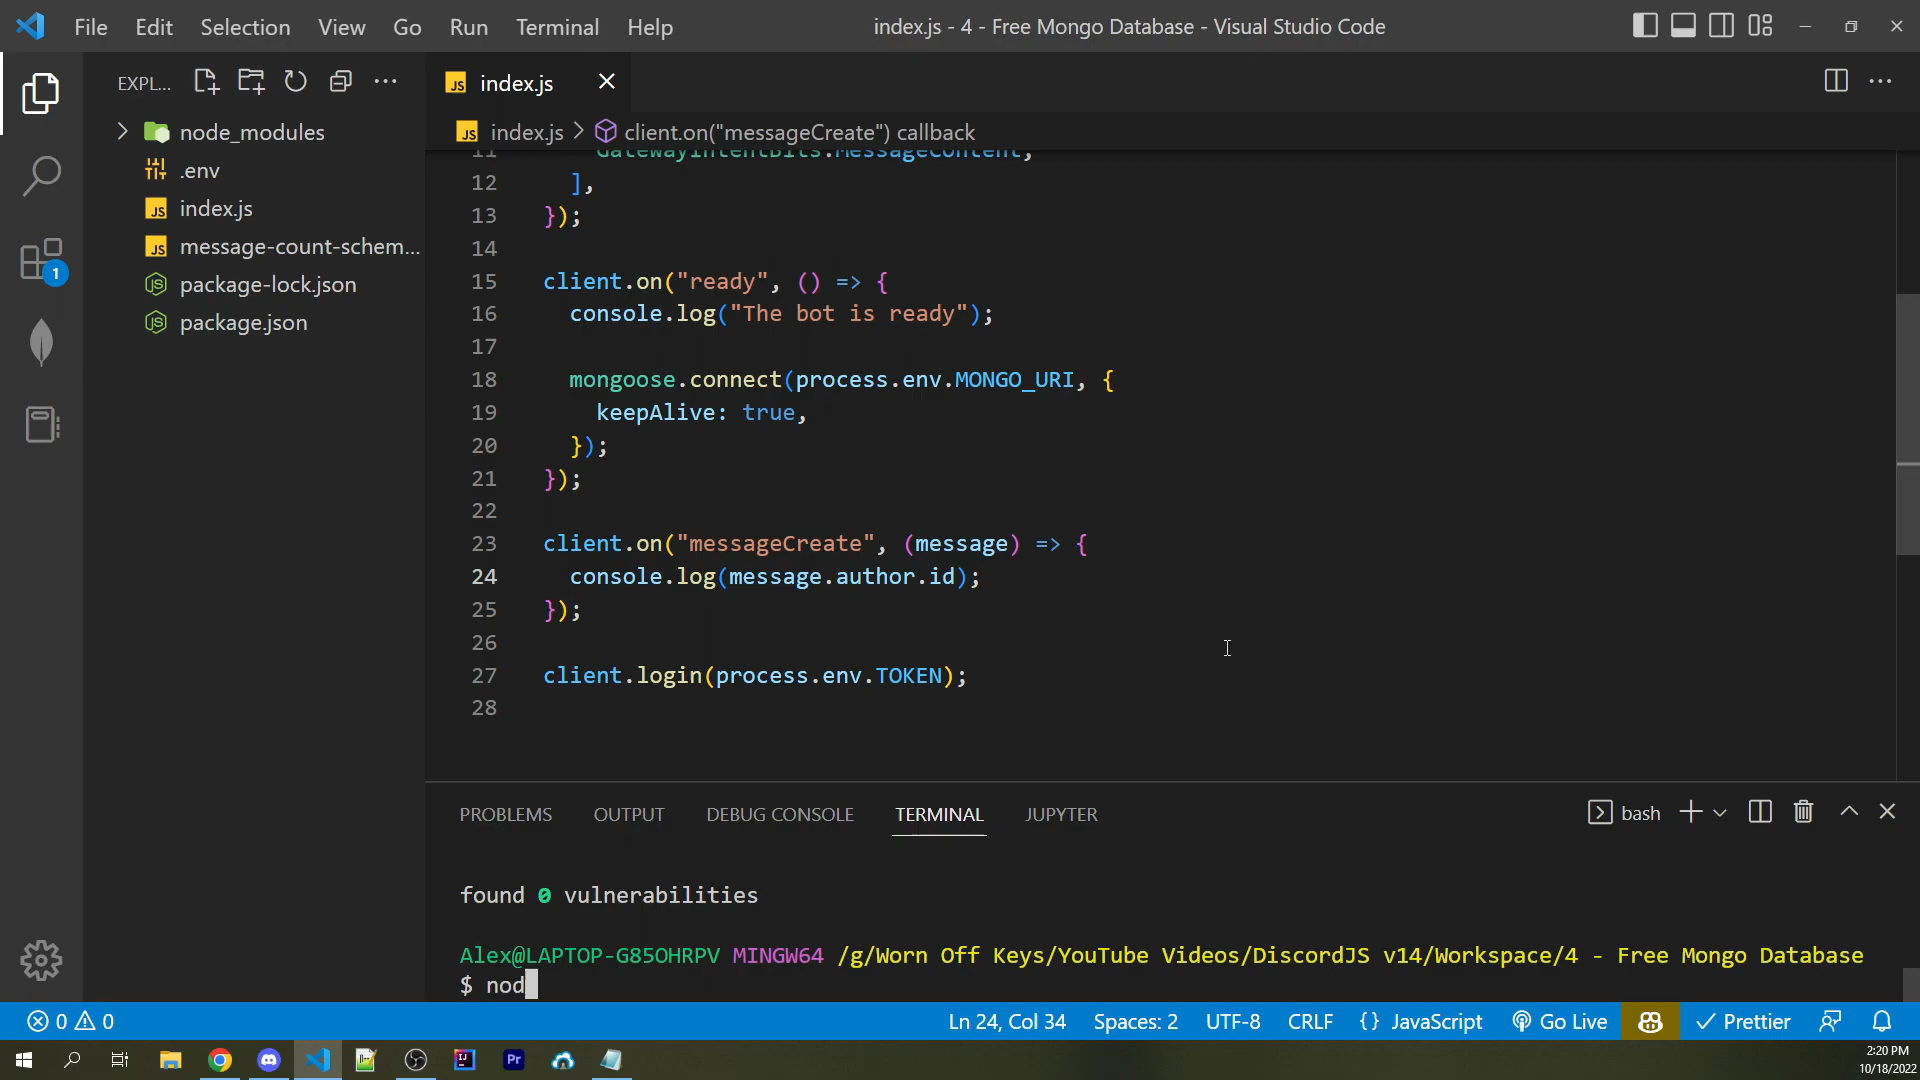 File Edit Selection View Go Run Terminal Help
index.js - 4 - Free Mongo Database - Visual Studio Code
EXPL...
node_modules
.env
index.js
message-count-schem...
package-lock.json
package.json
1
JS index.js
JS index.js > client.on("messageCreate") callback
11 GatewayIntentBits.MessageContent,
12 ],
13 });
14
15 client.on("ready", () => {
16 console.log("The bot is ready");
17
18 mongoose.connect(process.env.MONGO_URI, {
19 keepAlive: true,
20 });
21 });
22
23 client.on("messageCreate", (message) => {
24 console.log(message.author.id);
25 });
26
27 client.login(process.env.TOKEN);
28
PROBLEMS OUTPUT DEBUG CONSOLE TERMINAL JUPYTER
bash
found 0 vulnerabilities
Alex@LAPTOP-G85OHRPV MINGW64 /g/Worn Off Keys/YouTube Videos/DiscordJS v14/Workspace/4 - Free Mongo Database
$ nod
0 0
Ln 24, Col 34 Spaces: 2 UTF-8 CRLF {} JavaScript Go Live Prettier
2:20 PM
10/18/2022